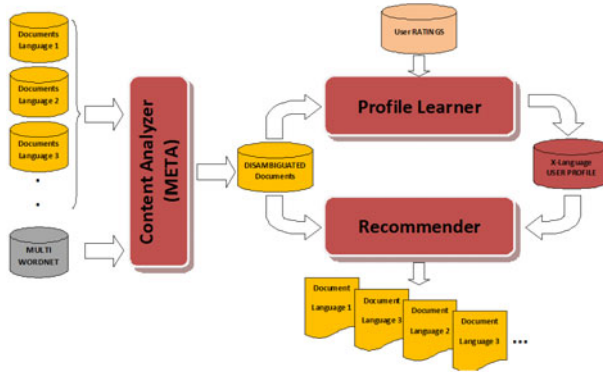 Documents
Language 1
Documents
Language 2
Documents
Language 3
MULTI
WORDNET
Content Analyzer
(META)
DISAMBIGUATED
Documents
User RATINGS
Profile Learner
X-Language
USER PROFILE
Recommender
Document
Language 1
Document
Language 3
Document
Language 2
Document
Language 3
...